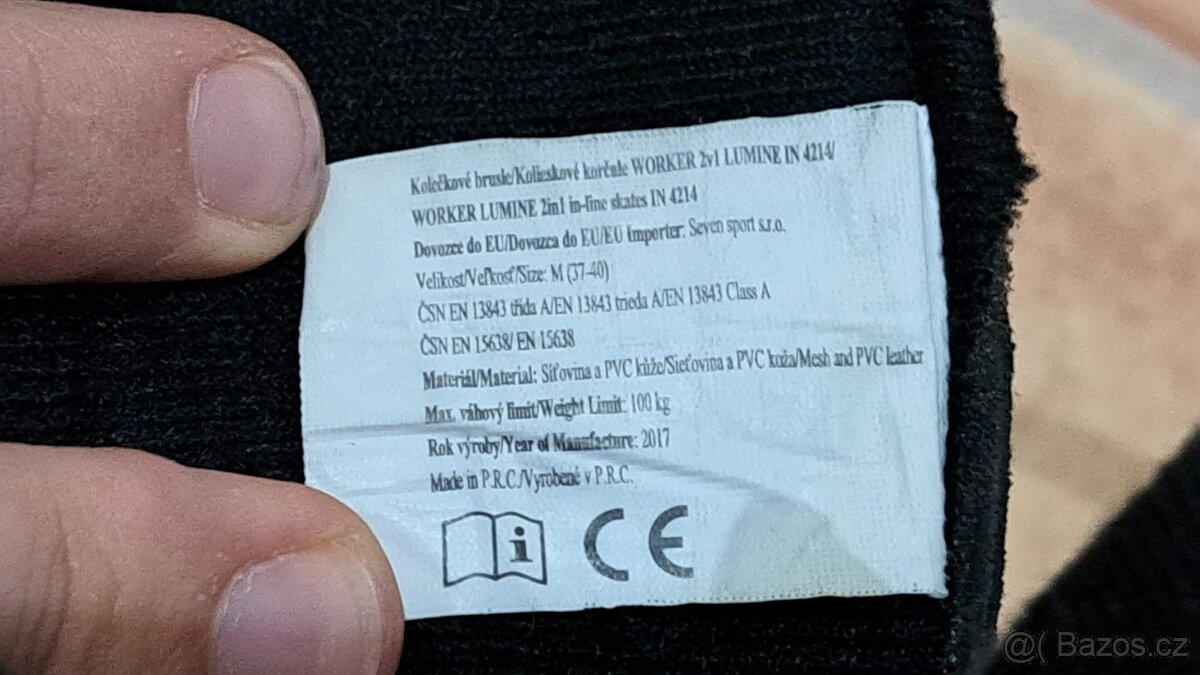 Kolečkové brusle/Kolieskové korčule WORKER 2v1 LUMINE IN 4214/
WORKER LUMINE 2in1 in-line skates IN 4214
Dovozce do EU/Dovozca do EU/EU Importer: Seven sport s.r.o.
Velikost/Veľkosť/Size: M (37-40)
ČSN EN 13843 třída A/EN 13843 trieda A/EN 13843 Class A
ČSN EN 15638/ EN 15638
Materiál/Material: Síťovina a PVC kůže/Sieťovina a PVC koža/Mesh and PVC leather
Max. váhový limit/Weight Limit: 100 kg
Rok výroby/Year of Manufacture: 2017
Made in P.R.C./Vyrobené v P.R.C.
i CE
@( Bazos.cz